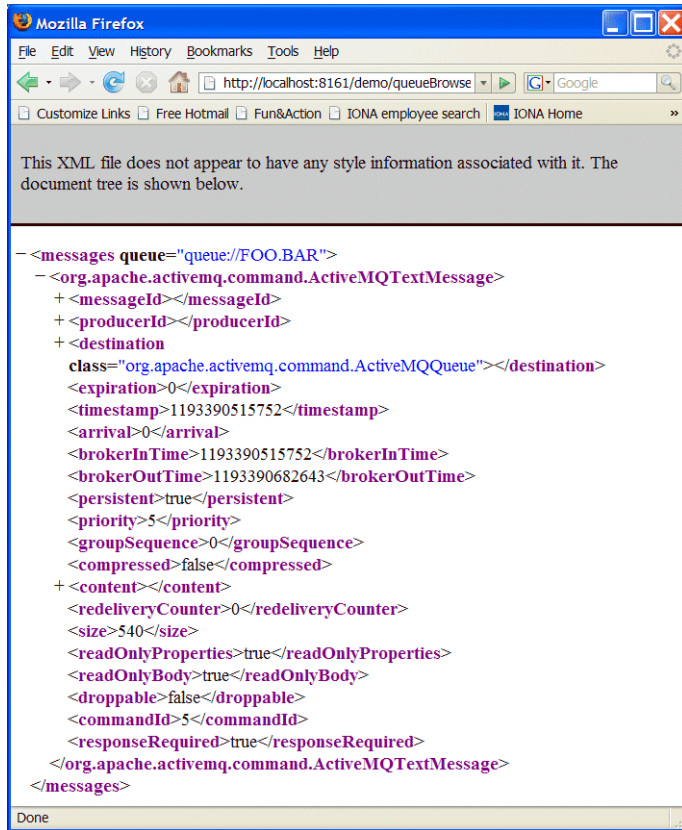 Mozilla Firefox
File Edit View History Bookmarks Tools Help
http://localhost:8161/demo/queueBrowse G Google
Customize Links Free Hotmail Fun&Action IONA employee search IONA IONA Home »
This XML file does not appear to have any style information associated with it. The
document tree is shown below.
− <messages queue="queue://FOO.BAR">
− <org.apache.activemq.command.ActiveMQTextMessage>
+ <messageId></messageId>
+ <producerId></producerId>
+ <destination
class="org.apache.activemq.command.ActiveMQQueue"></destination>
<expiration>0</expiration>
<timestamp>1193390515752</timestamp>
<arrival>0</arrival>
<brokerInTime>1193390515752</brokerInTime>
<brokerOutTime>1193390682643</brokerOutTime>
<persistent>true</persistent>
<priority>5</priority>
<groupSequence>0</groupSequence>
<compressed>false</compressed>
+ <content></content>
<redeliveryCounter>0</redeliveryCounter>
<size>540</size>
<readOnlyProperties>true</readOnlyProperties>
<readOnlyBody>true</readOnlyBody>
<droppable>false</droppable>
<commandId>5</commandId>
<responseRequired>true</responseRequired>
</org.apache.activemq.command.ActiveMQTextMessage>
</messages>
Done